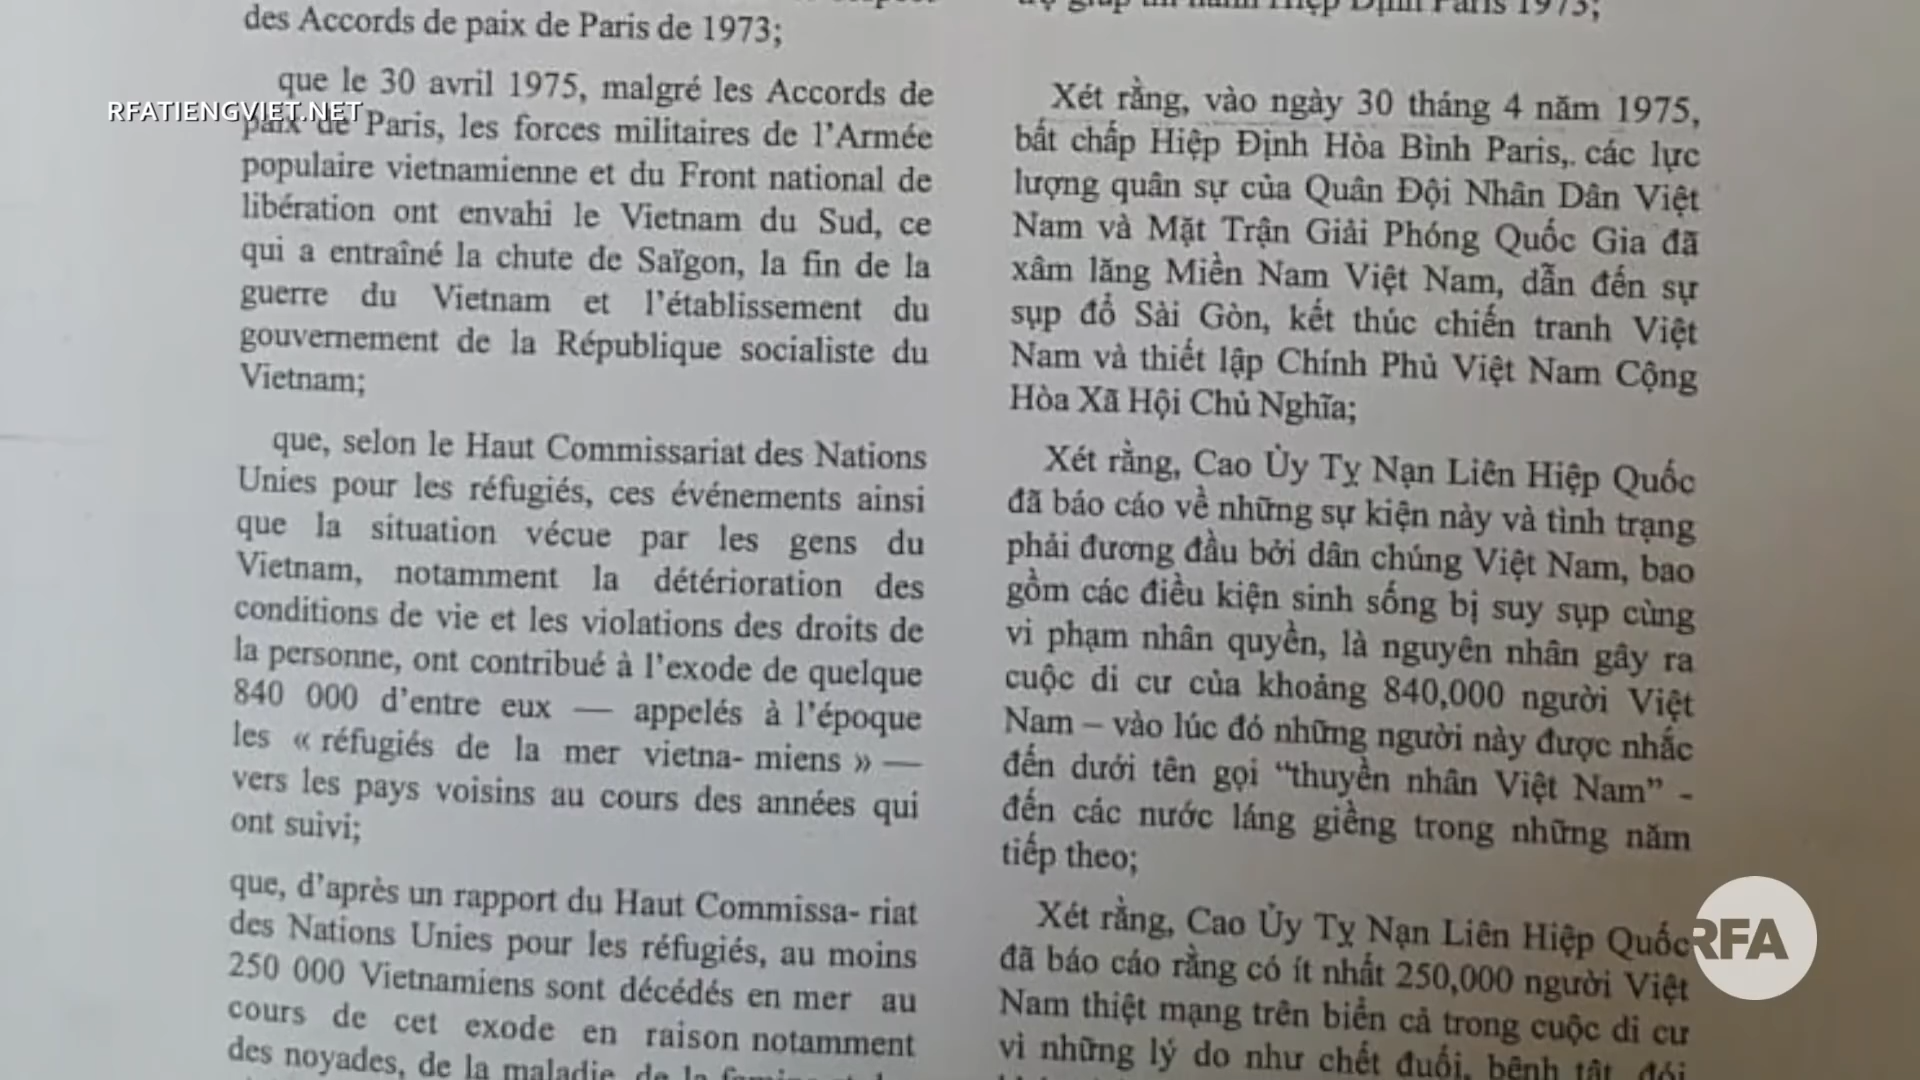 RFATIENGVIET.NET
des Accords de paix de Paris de 1973;
que le 30 avril 1975, malgré les Accords de
paix de Paris, les forces militaires de l’Armée
populaire vietnamienne et du Front national de
libération ont envahi le Vietnam du Sud, ce
qui a entraîné la chute de Saïgon, la fin de la
guerre du Vietnam et l’établissement du
gouvernement de la République socialiste du
Vietnam;
que, selon le Haut Commissariat des Nations
Unies pour les réfugiés, ces événements ainsi
que la situation vécue par les gens du
Vietnam, notamment la détérioration des
conditions de vie et les violations des droits de
la personne, ont contribué à l’exode de quelque
840 000 d’entre eux — appelés à l’époque
les « réfugiés de la mer vietna- miens » —
vers les pays voisins au cours des années qui
ont suivi;
que, d’après un rapport du Haut Commissa- riat
des Nations Unies pour les réfugiés, au moins
250 000 Vietnamiens sont décédés en mer au
cours de cet exode en raison notamment
des noyades, de la maladie, de la
Hiệp Định Paris 1973;
Xét rằng, vào ngày 30 tháng 4 năm 1975,
bất chấp Hiệp Định Hòa Bình Paris,. các lực
lượng quân sự của Quân Đội Nhân Dân Việt
Nam và Mặt Trận Giải Phóng Quốc Gia đã
xâm lăng Miền Nam Việt Nam, dẫn đến sự
sụp đổ Sài Gòn, kết thúc chiến tranh Việt
Nam và thiết lập Chính Phủ Việt Nam Cộng
Hòa Xã Hội Chủ Nghĩa;
Xét rằng, Cao Ủy Tỵ Nạn Liên Hiệp Quốc
đã báo cáo về những sự kiện này và tình trạng
phải đương đầu bởi dân chúng Việt Nam, bao
gồm các điều kiện sinh sống bị suy sụp cùng
vi phạm nhân quyền, là nguyên nhân gây ra
cuộc di cư của khoảng 840,000 người Việt
Nam – vào lúc đó những người này được nhắc
đến dưới tên gọi “thuyền nhân Việt Nam” -
đến các nước láng giềng trong những năm
tiếp theo;
Xét rằng, Cao Ủy Tỵ Nạn Liên Hiệp Quốc
đã báo cáo rằng có ít nhất 250,000 người Việt
Nam thiệt mạng trên biển cả trong cuộc di cư
vì những lý do như chết đuối, bệnh tật, đói
RFA